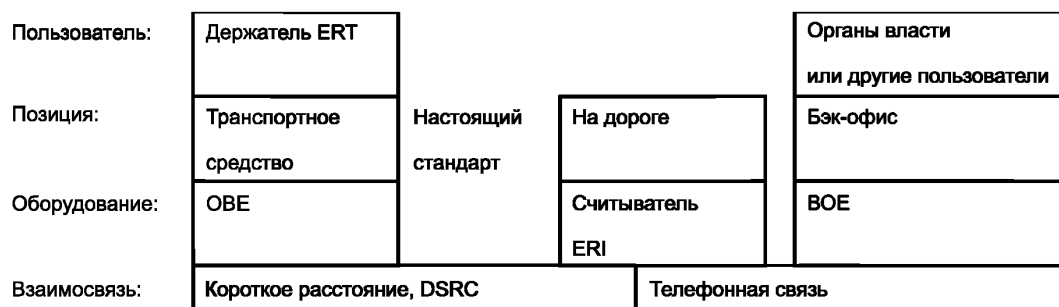 Пользователь: Держатель ERT Органы власти
или другие пользователи
Позиция: Транспортное Настоящий На дороге Бэк-офис
средство стандарт
Оборудование: OBE Считыватель BOE
ERI
Взаимосвязь: Короткое расстояние, DSRC Телефонная связь